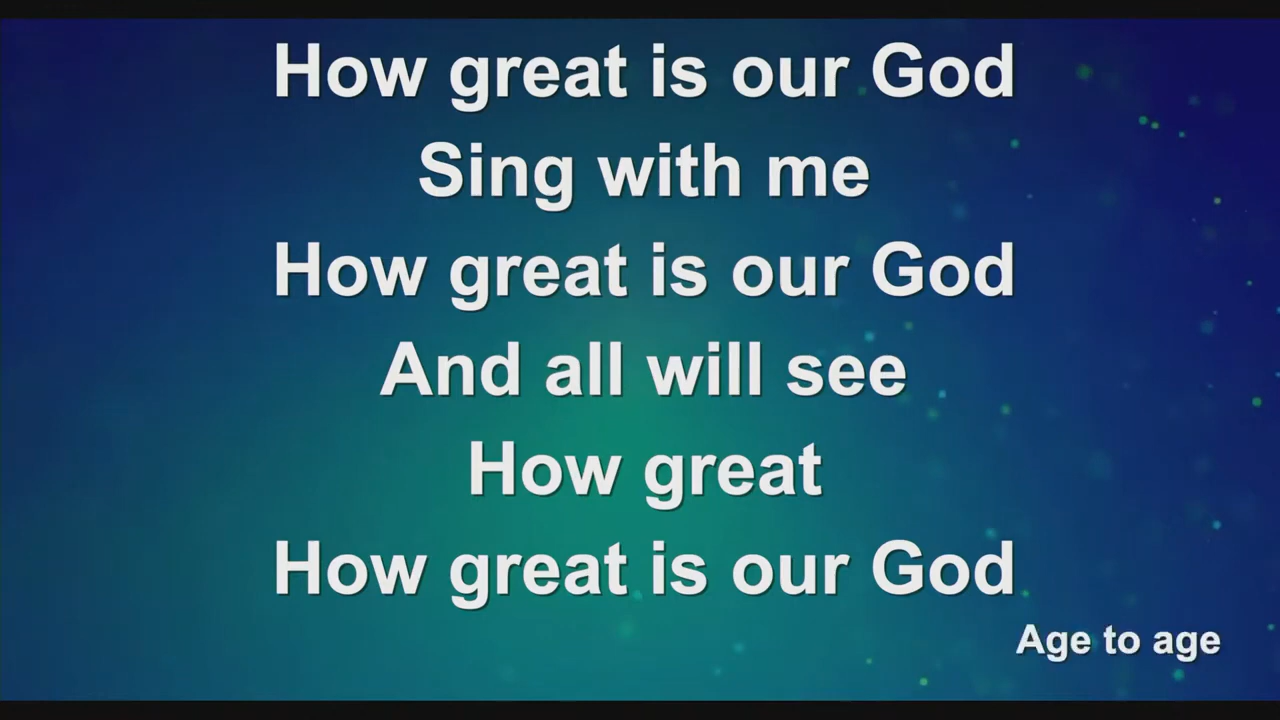 How great is our God
Sing with me
How great is our God
And all will see
How great
How great is our God
Age to age